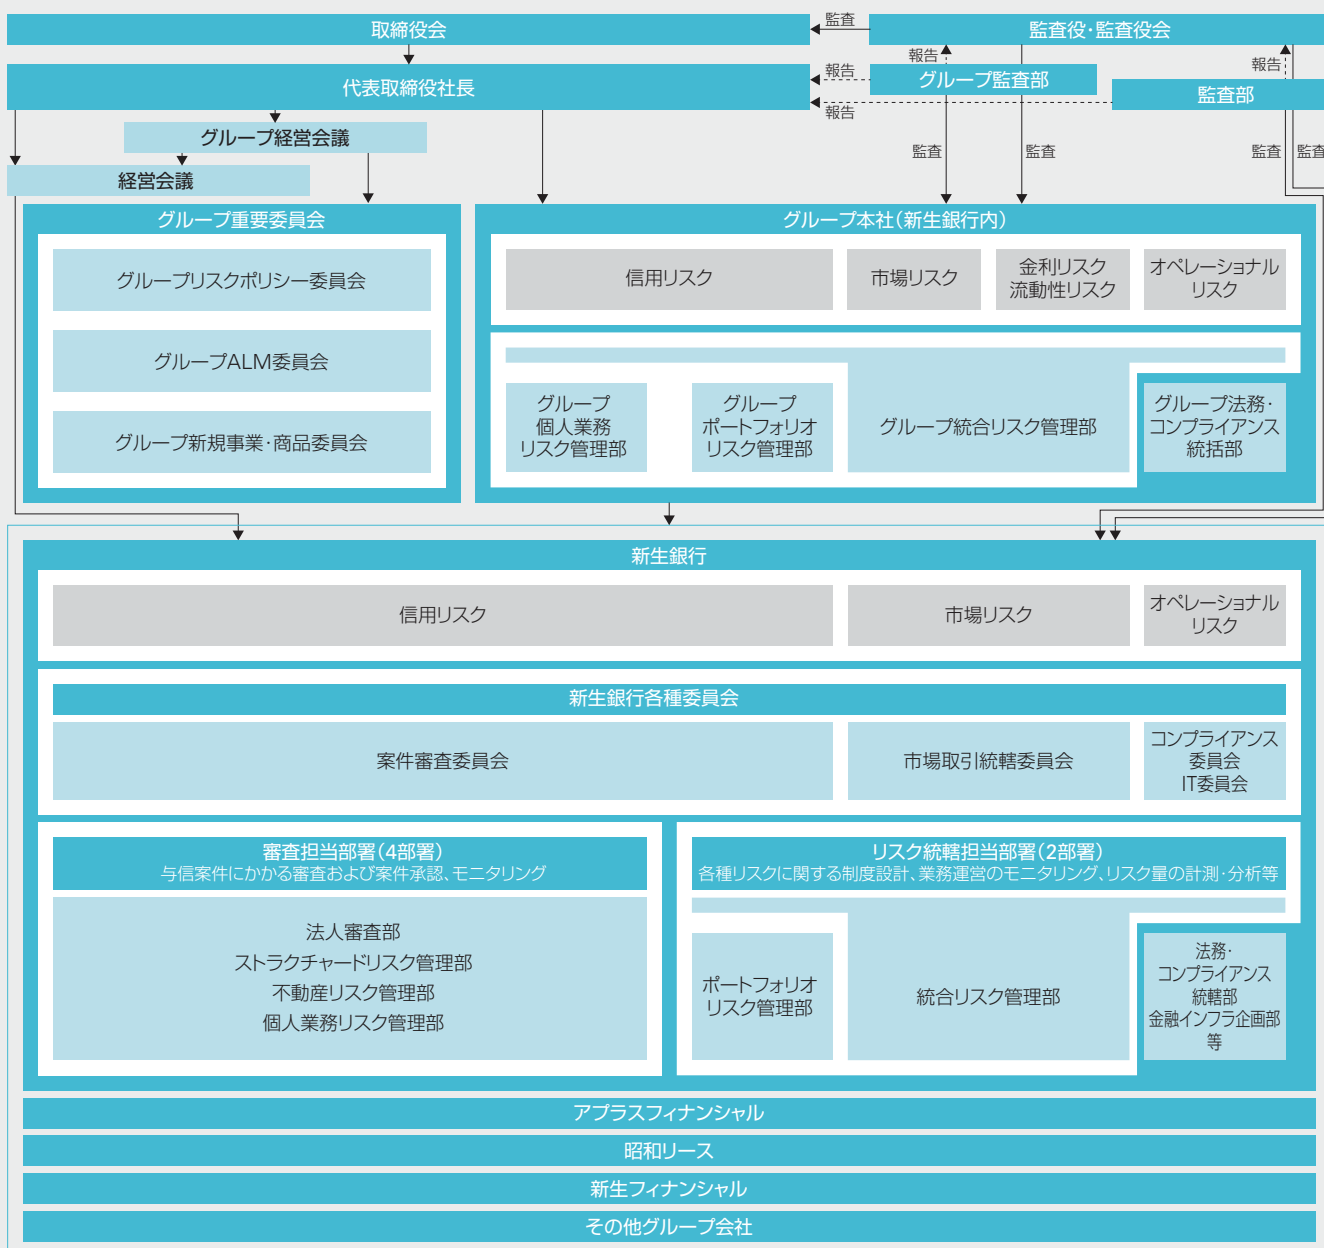 取締役会
監査
監査役・監査役会
代表取締役社長
報告
報告
グループ監査部
報告
監査部
報告
グループ経営会議
経営会議
監査
監査
監査
監査
グループ重要委員会
グループリスクポリシー委員会
グループALM委員会
グループ新規事業・商品委員会
グループ本社（新生銀行内）
信用リスク
市場リスク
金利リスク
流動性リスク
オペレーショナル
リスク
グループ
個人業務
リスク管理部
グループ
ポートフォリオ
リスク管理部
グループ統合リスク管理部
グループ法務・
コンプライアンス
統括部
新生銀行
信用リスク
市場リスク
オペレーショナル
リスク
新生銀行各種委員会
案件審査委員会
市場取引統轄委員会
コンプライアンス
委員会
IT委員会
審査担当部署（4部署）
与信案件にかかる審査および案件承認、モニタリング
法人審査部
ストラクチャードリスク管理部
不動産リスク管理部
個人業務リスク管理部
リスク統轄担当部署（2部署）
各種リスクに関する制度設計、業務運営のモニタリング、リスク量の計測・分析等
ポートフォリオ
リスク管理部
統合リスク管理部
法務・
コンプライアンス
統轄部
金融インフラ企画部
等
アプラスフィナンシャル
昭和リース
新生フィナンシャル
その他グループ会社